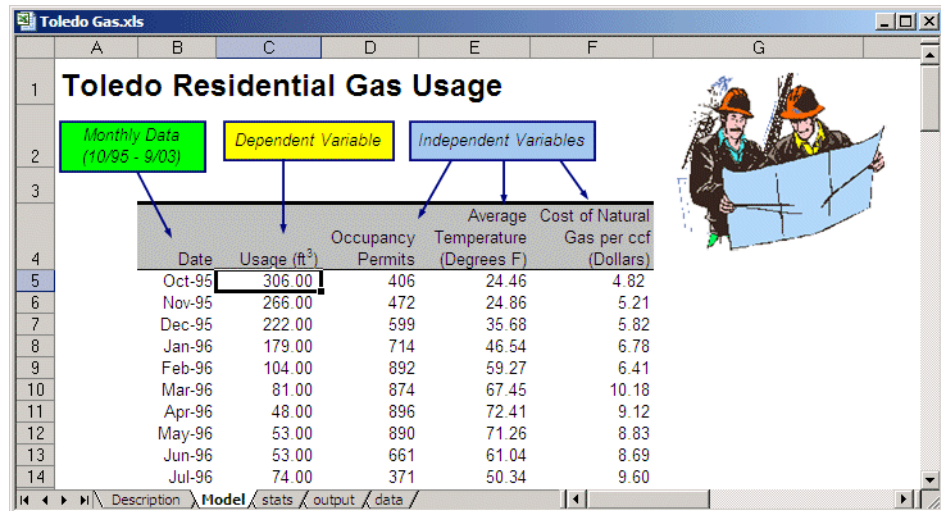 Toledo Gas.xls
A B C D E F G
1 Toledo Residential Gas Usage
Monthly Data Dependent Variable Independent Variables
2 (10/95 - 9/03)
3
Average Cost of Natural
Occupancy Temperature Gas per ccf
4 Date Usage (ft³) Permits (Degrees F) (Dollars)
5 Oct-95 306.00 406 24.46 4.82
6 Nov-95 266.00 472 24.86 5.21
7 Dec-95 222.00 599 35.68 5.82
8 Jan-96 179.00 714 46.54 6.78
9 Feb-96 104.00 892 59.27 6.41
10 Mar-96 81.00 874 67.45 10.18
11 Apr-96 48.00 896 72.41 9.12
12 May-96 53.00 890 71.26 8.83
13 Jun-96 53.00 661 61.04 8.69
14 Jul-96 74.00 371 50.34 9.60
Description Model stats output data